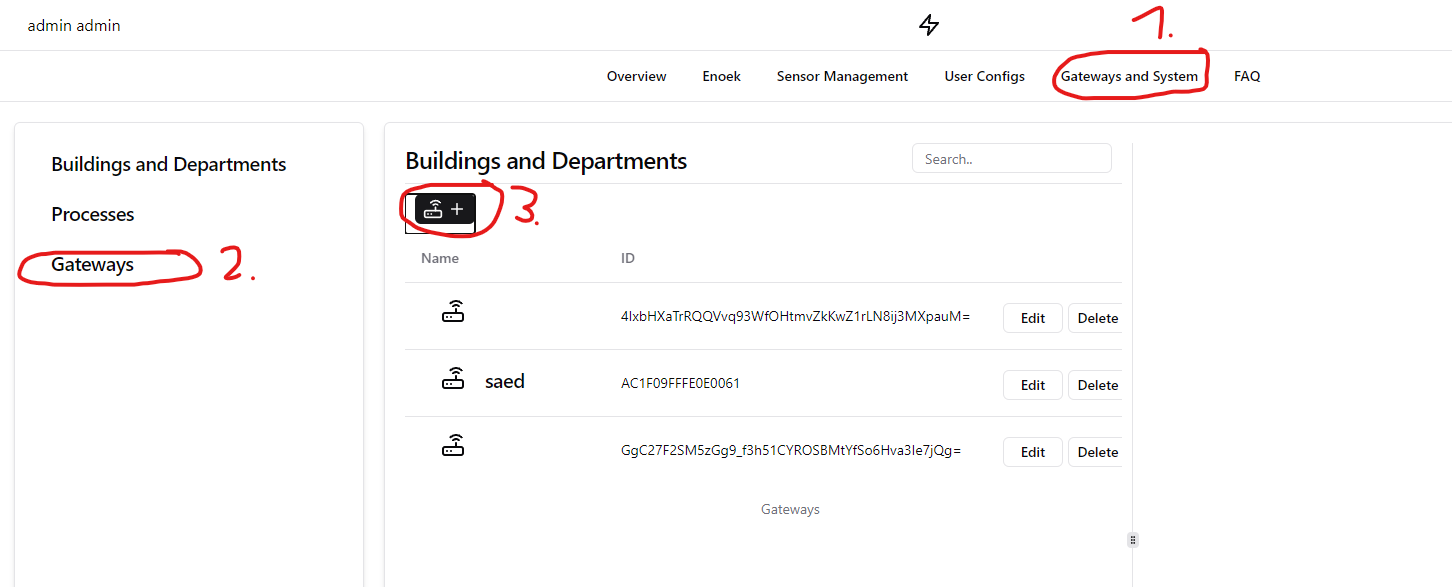 admin admin
1.
Overview Enoek Sensor Management User Configs Gateways and System FAQ
Buildings and Departments
Processes
Gateways 2.
Buildings and Departments Search..
3.
Name ID
4IxbHXaTrRQQVvq93WfOHtmvZkKwZ1rLN8ij3MXpauM= Edit Delete
saed AC1F09FFFE0E0061 Edit Delete
GgC27F2SM5zGg9_f3h51CYROSBMtYfSo6Hva3Ie7jQg= Edit Delete
Gateways